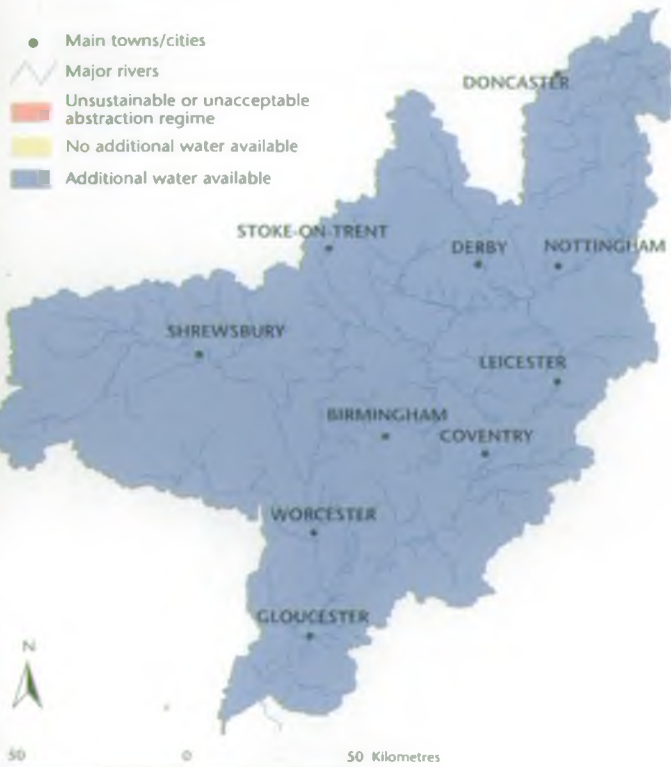 Main towns/cities
Major rivers
Unsustainable or unacceptable
abstraction regime
No additional water available
Additional water available
DONCASTER
STOKE-ON-TRENT
DERBY
NOTTINGHAM
SHREWSBURY
LEICESTER
BIRMINGHAM
COVENTRY
WORCESTER
GLOUCESTER
N
50 0 50 Kilometres